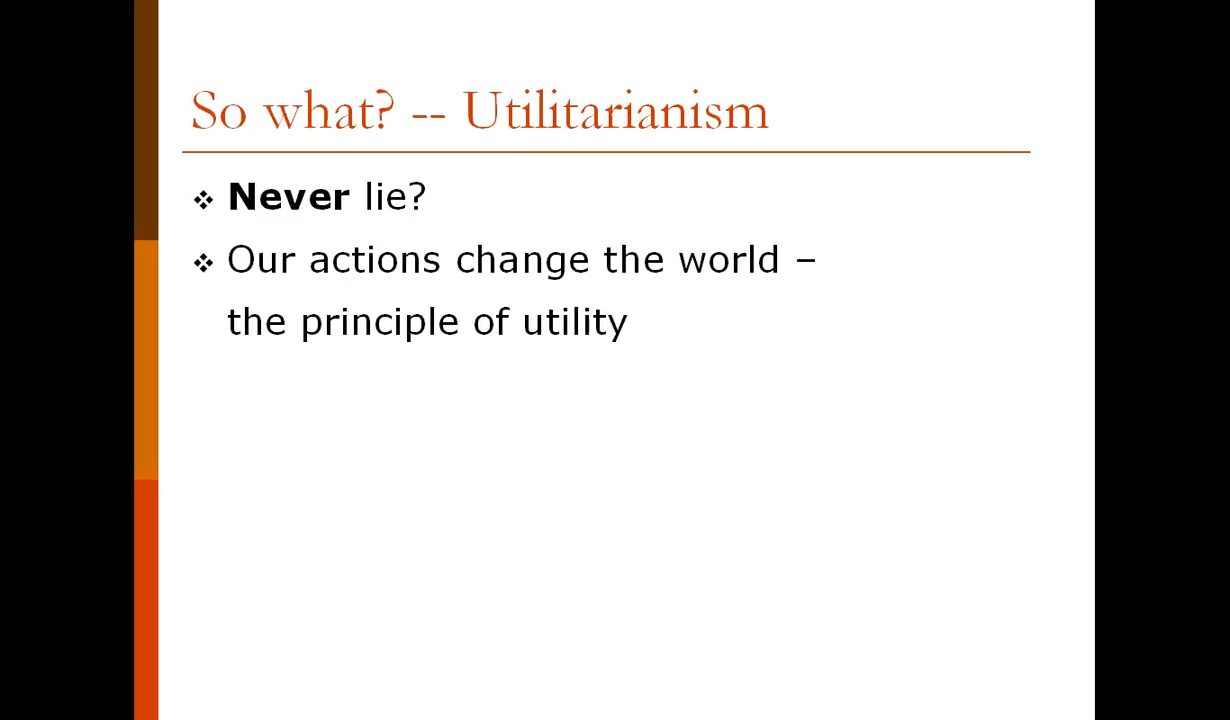 So what? -- Utilitarianism
❖ Never lie?
❖ Our actions change the world –
the principle of utility